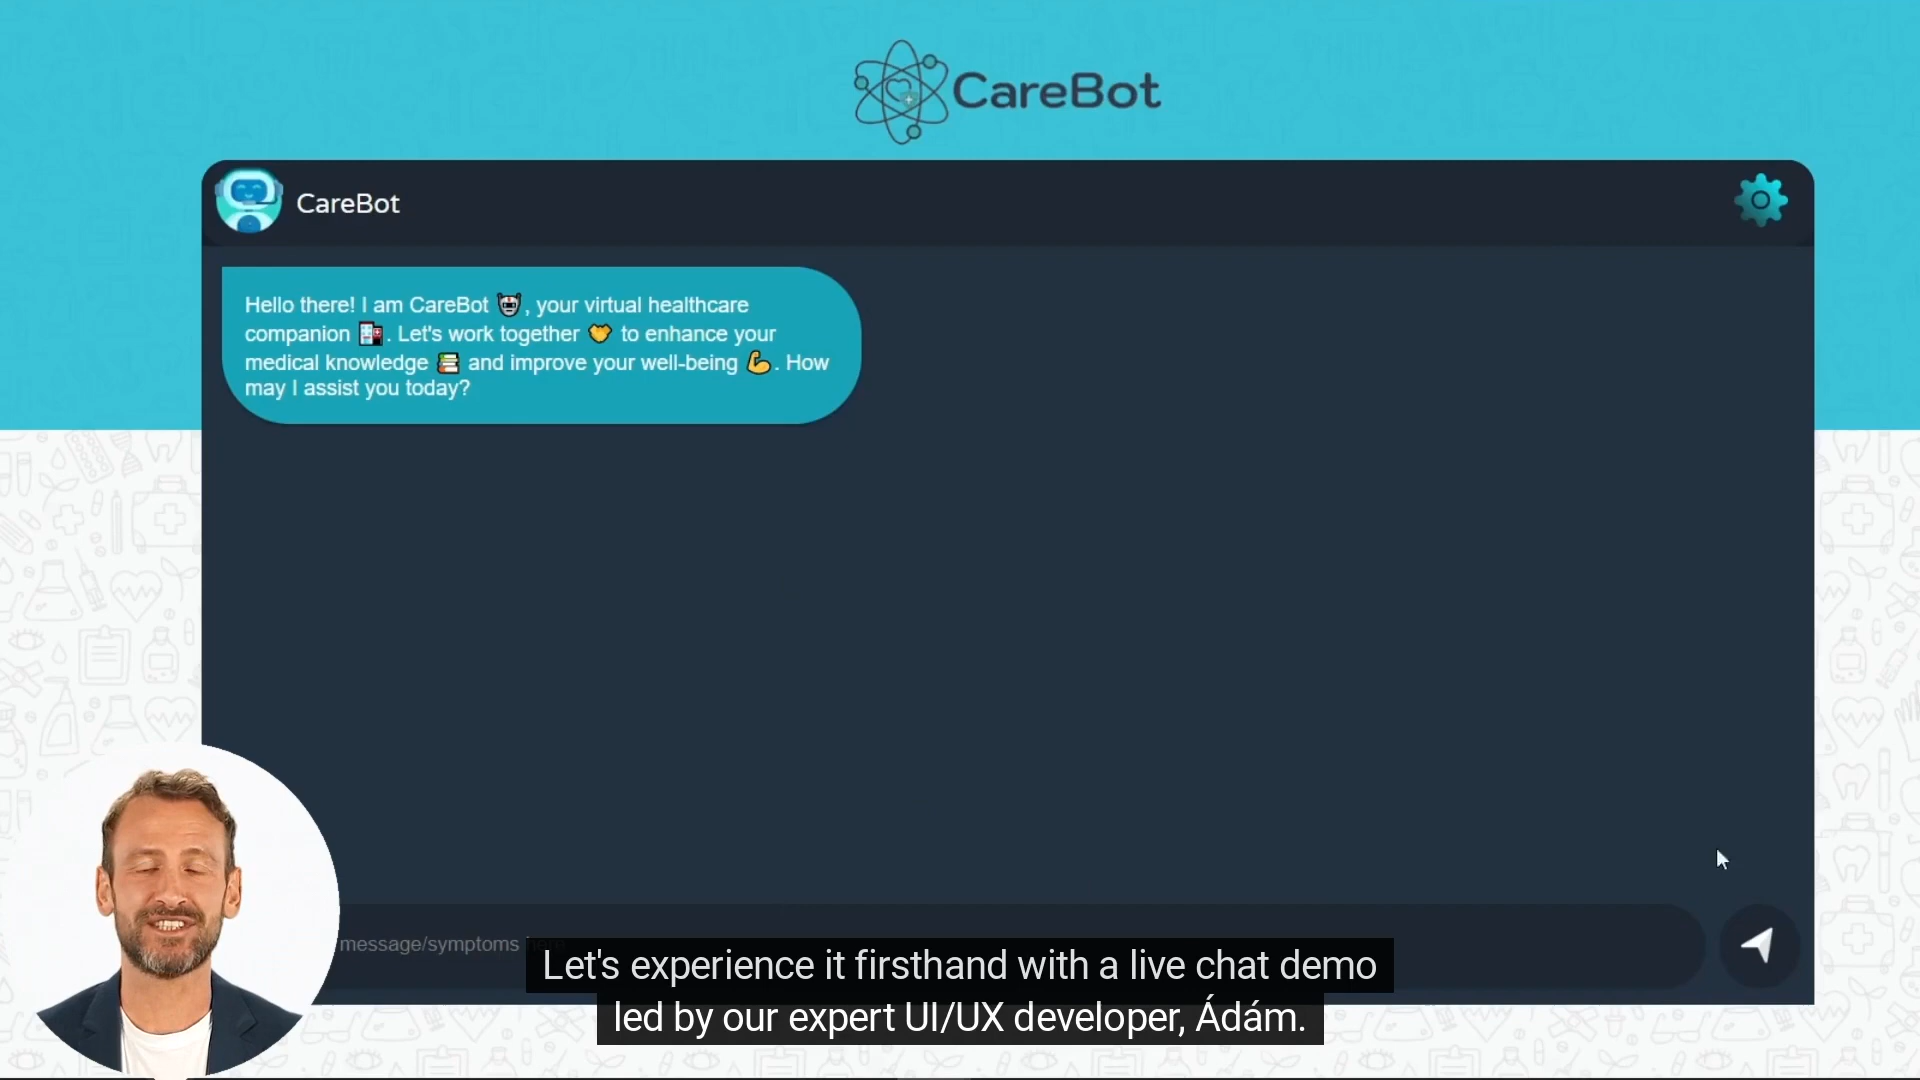 CareBot
CareBot
Hello there! I am CareBot 🤖, your virtual healthcare
companion 🏥. Let's work together 🤝 to enhance your
medical knowledge 📚 and improve your well-being 💪. How
may I assist you today?
message/symptoms here
Let's experience it firsthand with a live chat demo
led by our expert UI/UX developer, Ádám.